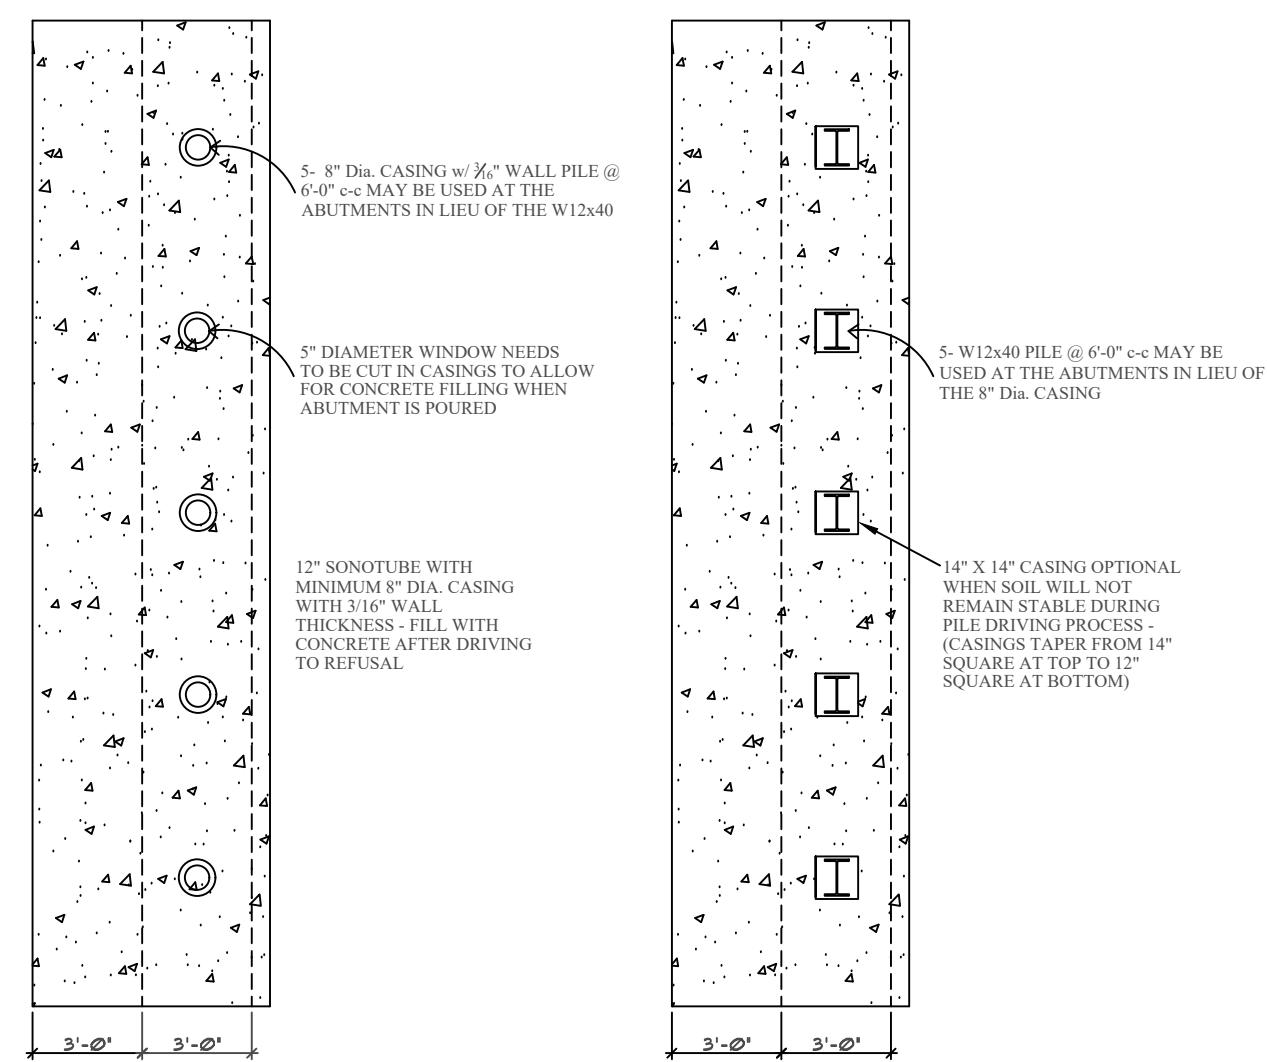 5-  8" Dia. CASING w/ 3⁄16" WALL PILE @
6'-0" c-c MAY BE USED AT THE
ABUTMENTS IN LIEU OF THE W12x40
5" DIAMETER WINDOW NEEDS
TO BE CUT IN CASINGS TO ALLOW
FOR CONCRETE FILLING WHEN
ABUTMENT IS POURED
12" SONOTUBE WITH
MINIMUM 8" DIA. CASING
WITH 3/16" WALL
THICKNESS - FILL WITH
CONCRETE AFTER DRIVING
TO REFUSAL
3'-0" 3'-0"
5- W12x40 PILE @ 6'-0" c-c MAY BE
USED AT THE ABUTMENTS IN LIEU OF
THE 8" Dia. CASING
14" X 14" CASING OPTIONAL
WHEN SOIL WILL NOT
REMAIN STABLE DURING
PILE DRIVING PROCESS -
(CASINGS TAPER FROM 14"
SQUARE AT TOP TO 12"
SQUARE AT BOTTOM)
3'-0" 3'-0"